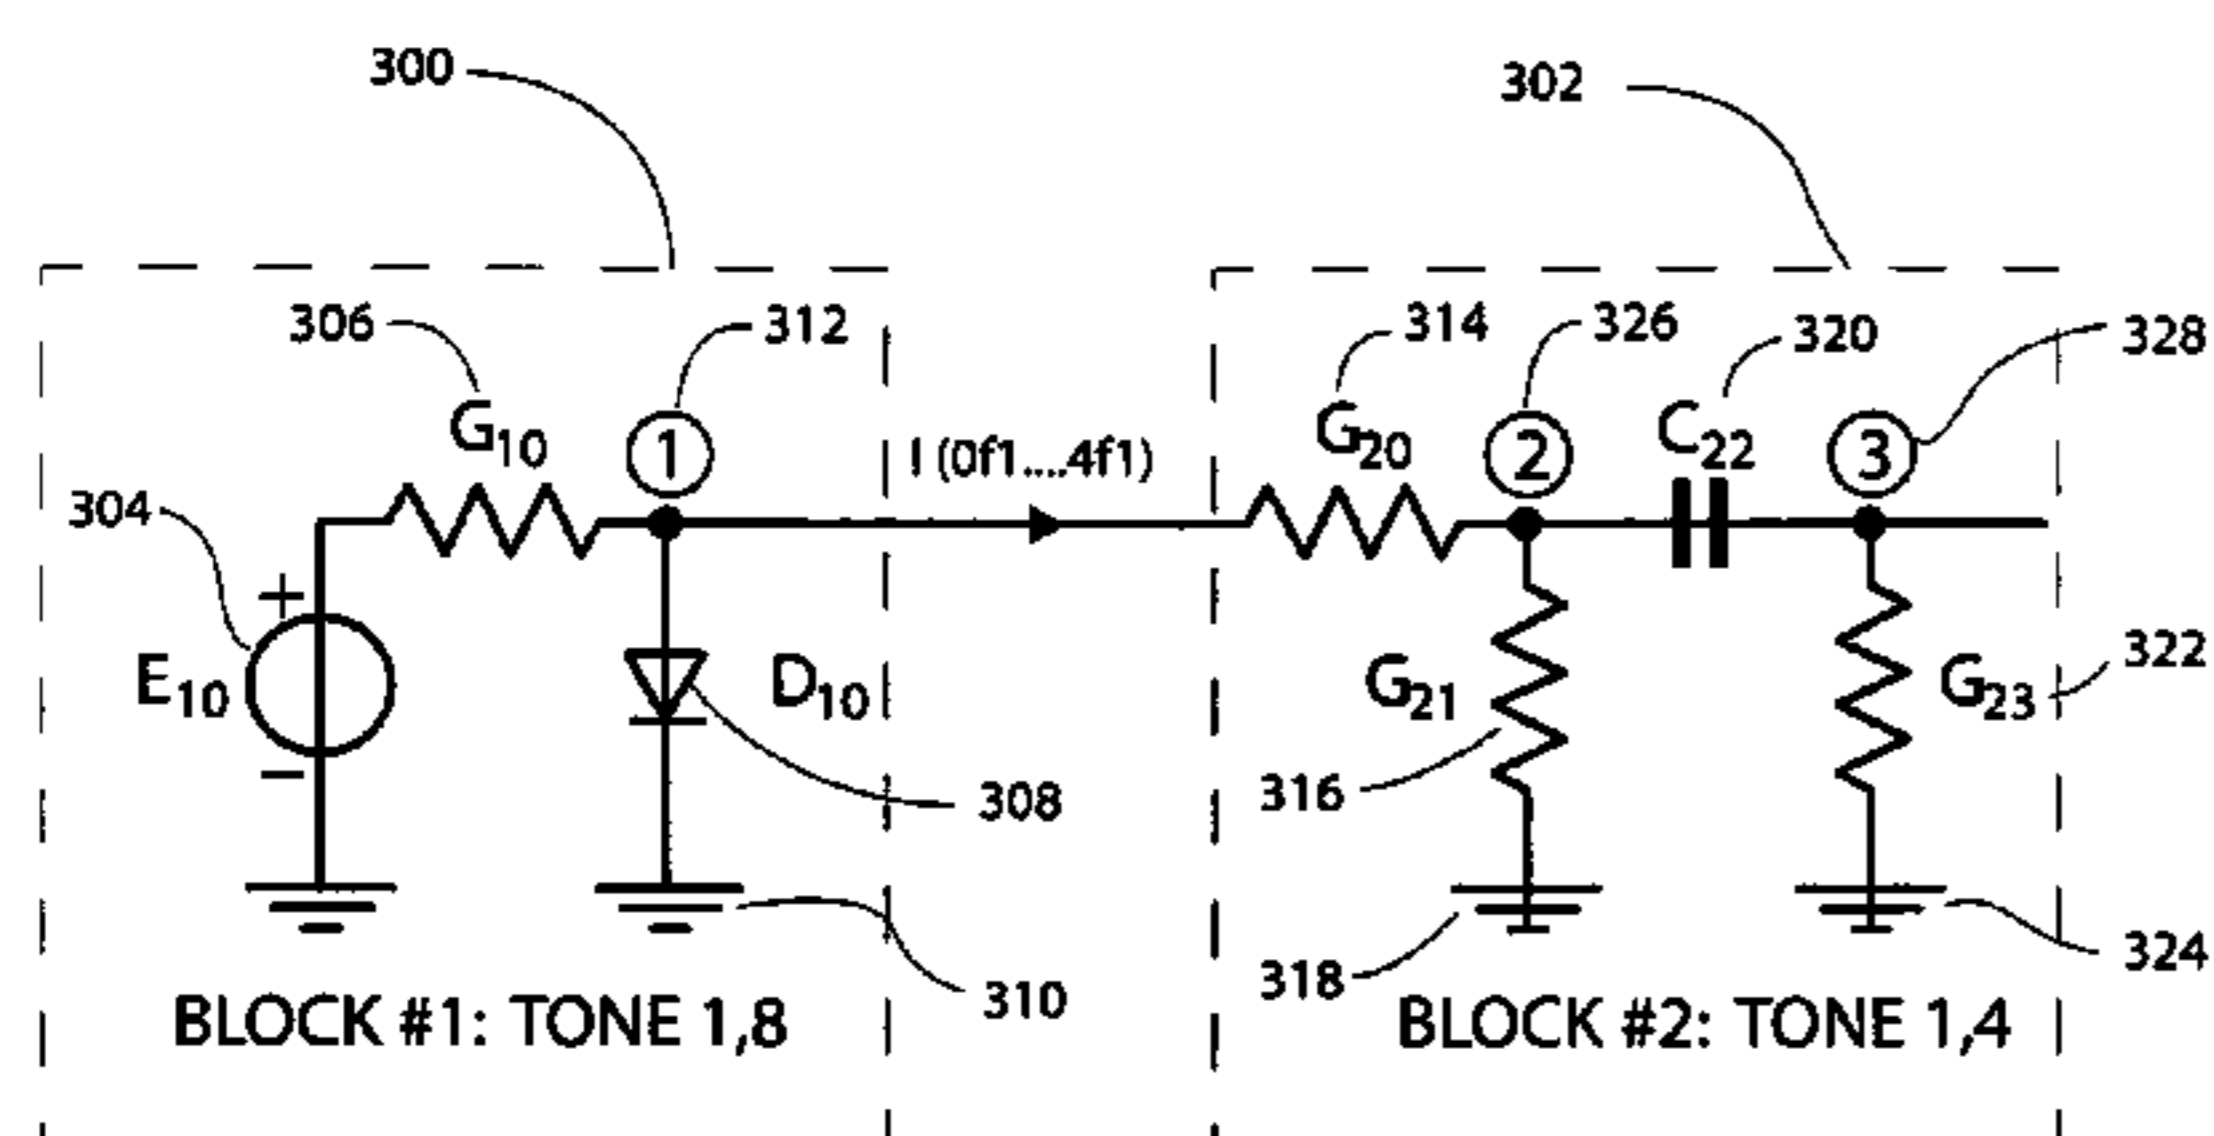 300
302
306
312
314
326
320
328
G10
1
I (0f1....4f1)
G20
2
C22
3
304
+
E10
−
D10
308
G21
316
G23
322
310
318
324
BLOCK #1: TONE 1,8
BLOCK #2: TONE 1,4